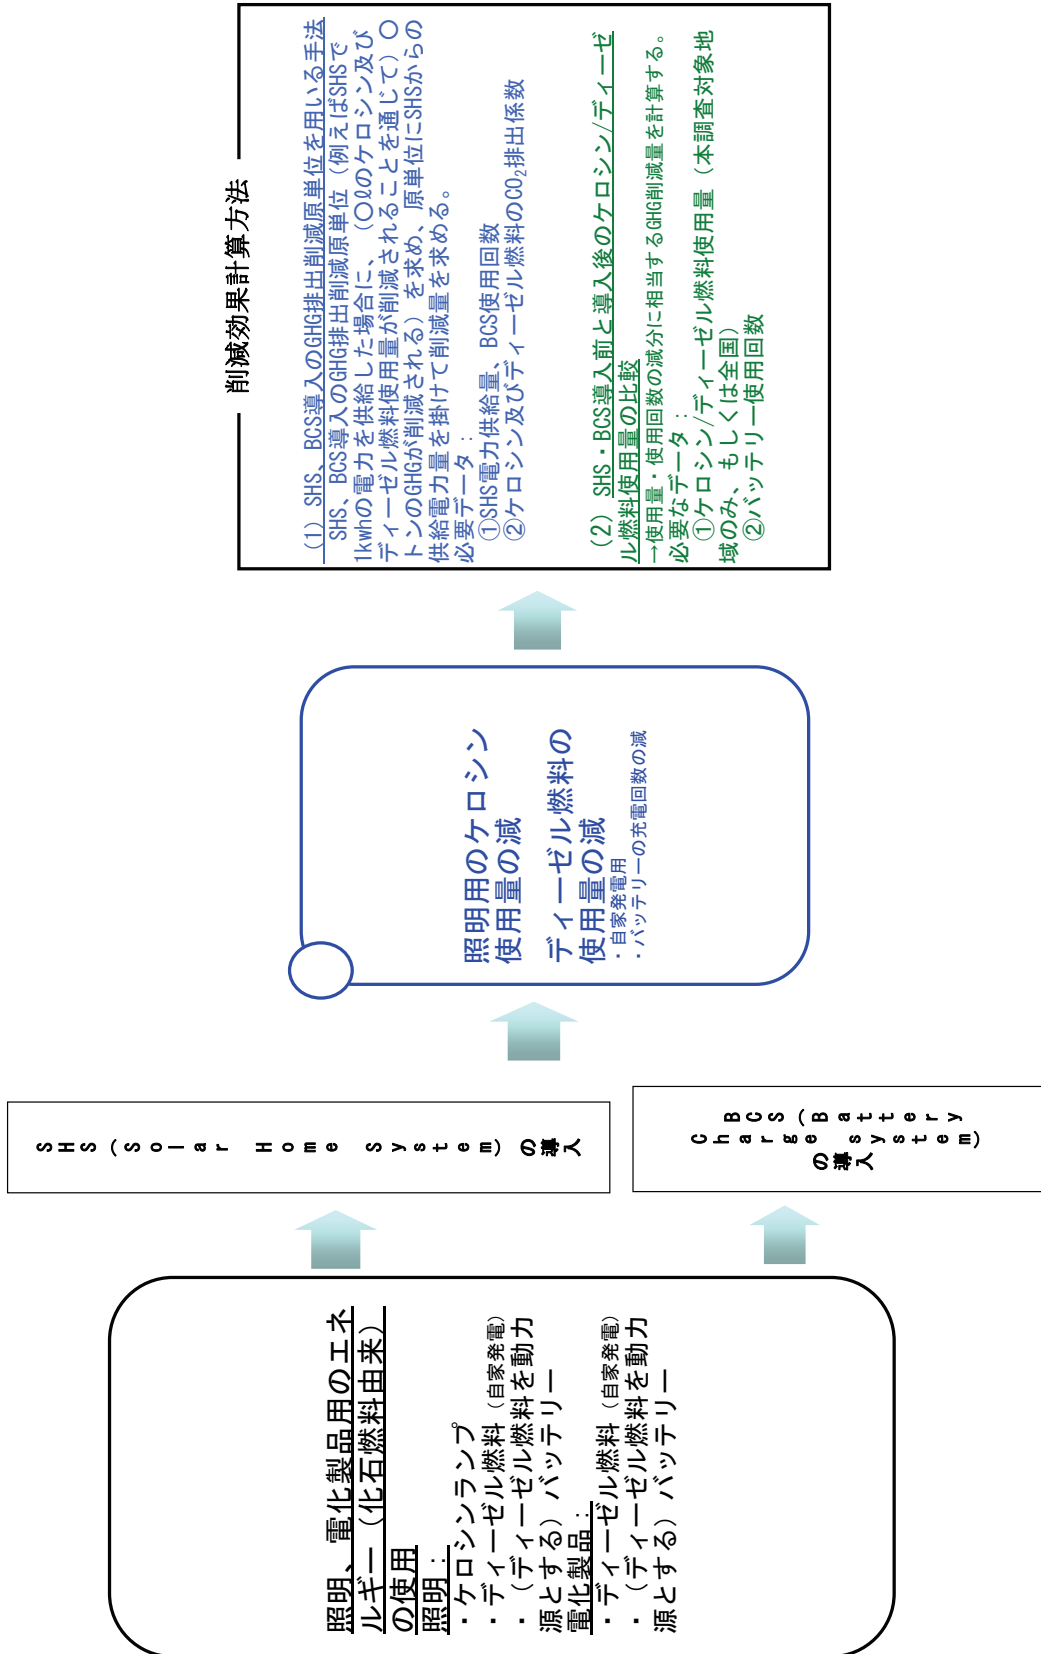 照明、電化製品用のエネ
ルギー（化石燃料由来）
の使用
照明：
・ケロシンランプ
・ディーゼル燃料（自家発電）
・（ディーゼル燃料を動力
源とする）バッテリー
電化製品：
・ディーゼル燃料（自家発電）
・（ディーゼル燃料を動力
源とする）バッテリー
SHS（Solar Home System）の導入
BCS（Battery
Charge system）
の導入
照明用のケロシン
使用量の減
ディーゼル燃料の
使用量の減
・自家発電用
・バッテリーの充電回数の減
削減効果計算方法
（1）SHS、BCS導入のGHG排出削減原単位を用いる手法
SHS、BCS導入のGHG排出削減原単位（例えばSHSで
1kwhの電力を供給した場合に、（〇ℓのケロシン及び
ディーゼル燃料使用量が削減されることを通じて）〇
トンのGHGが削減される）を求め、原単位にSHSからの
供給電力量を掛けて削減量を求める。
必要データ：
①SHS電力供給量、BCS使用回数
②ケロシン及びディーゼル燃料のCO₂排出係数
（2）SHS・BCS導入前と導入後のケロシン/ディーゼ
ル燃料使用量の比較
→使用量・使用回数の減分に相当するGHG削減量を計算する。
必要なデータ：
①ケロシン/ディーゼル燃料使用量（本調査対象地
域のみ、もしくは全国）
②バッテリー使用回数